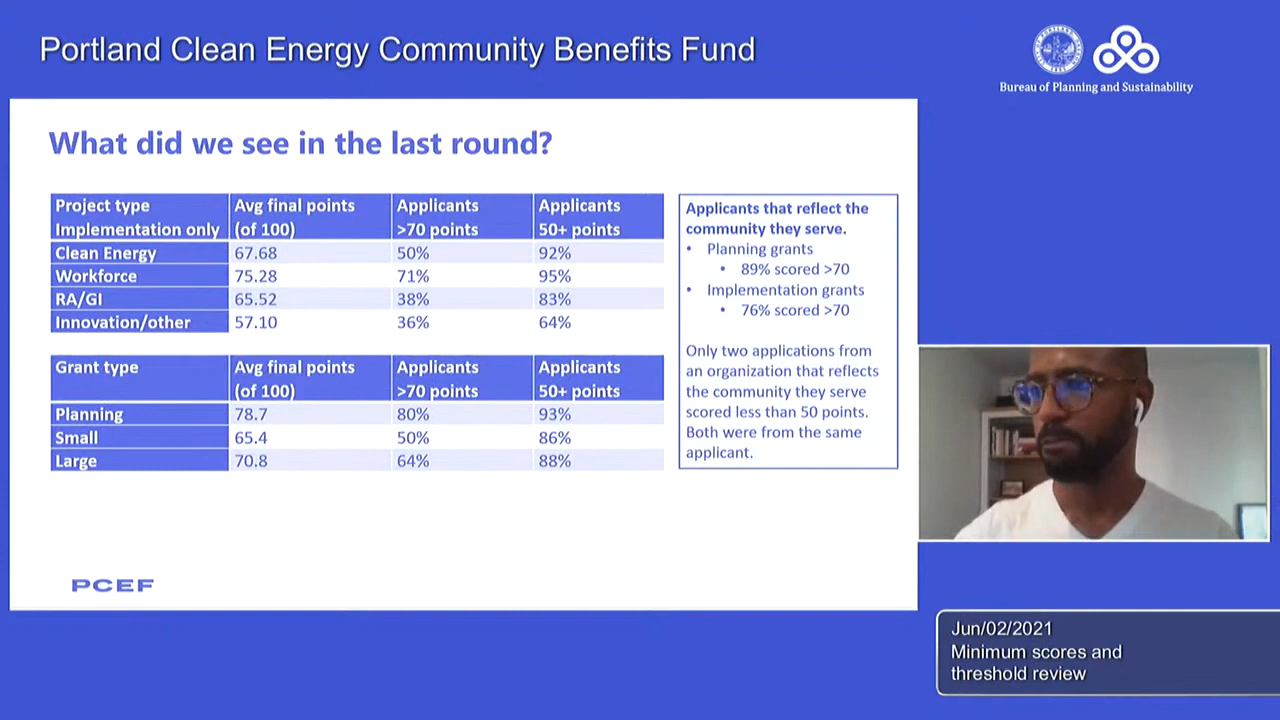 Portland Clean Energy Community Benefits Fund
Bureau of Planning and Sustainability
What did we see in the last round?
Project type Implementation only Avg final points (of 100) Applicants >70 points Applicants 50+ points
Clean Energy 67.68 50% 92%
Workforce 75.28 71% 95%
RA/GI 65.52 38% 83%
Innovation/other 57.10 36% 64%
Grant type Avg final points (of 100) Applicants >70 points Applicants 50+ points
Planning 78.7 80% 93%
Small 65.4 50% 86%
Large 70.8 64% 88%
Applicants that reflect the
community they serve.
• Planning grants
• 89% scored >70
• Implementation grants
• 76% scored >70
Only two applications from
an organization that reflects
the community they serve
scored less than 50 points.
Both were from the same
applicant.
PCEF
Jun/02/2021
Minimum scores and
threshold review